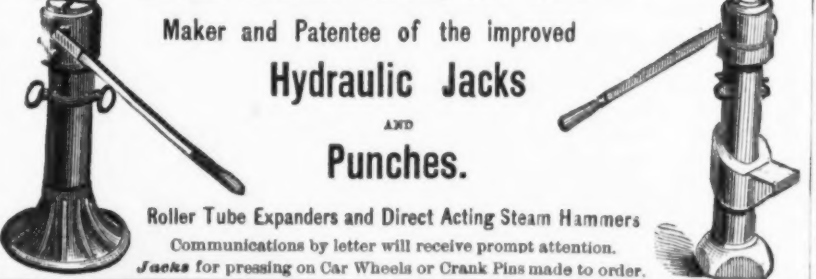 Maker and Patentee of the improved
Hydraulic Jacks
AND
Punches.
Roller Tube Expanders and Direct Acting Steam Hammers
Communications by letter will receive prompt attention.
Jacks for pressing on Car Wheels or Crank Pins made to order.